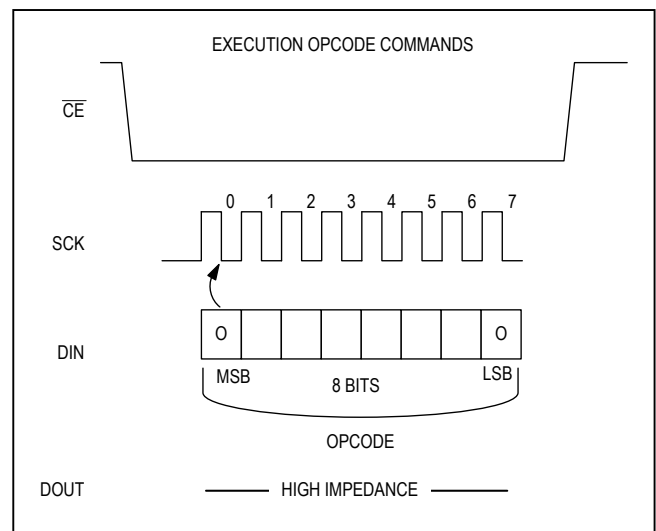 EXECUTION OPCODE COMMANDS
CE
0 1 2 3 4 5 6 7
SCK
DIN
O O
MSB 8 BITS LSB
OPCODE
DOUT HIGH IMPEDANCE